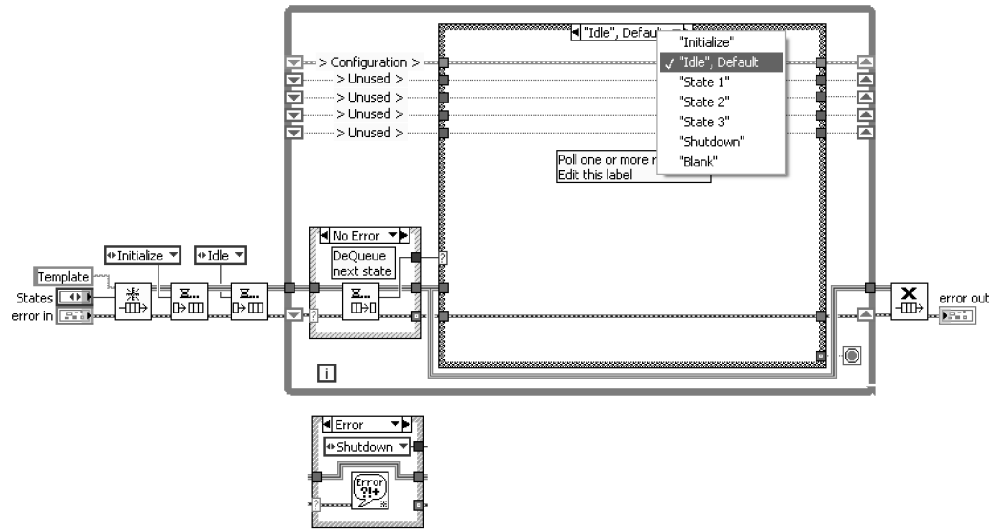 "Idle", Defau
"Initialize"
"Idle", Default
"State 1"
"State 2"
"State 3"
"Shutdown"
"Blank"
> Configuration >
> Unused >
> Unused >
> Unused >
> Unused >
Poll one or more r
Edit this label
No Error
DeQueue
next state
Initialize
Idle
Template
States
error in
error out
i
Error
Shutdown
Error
?!+